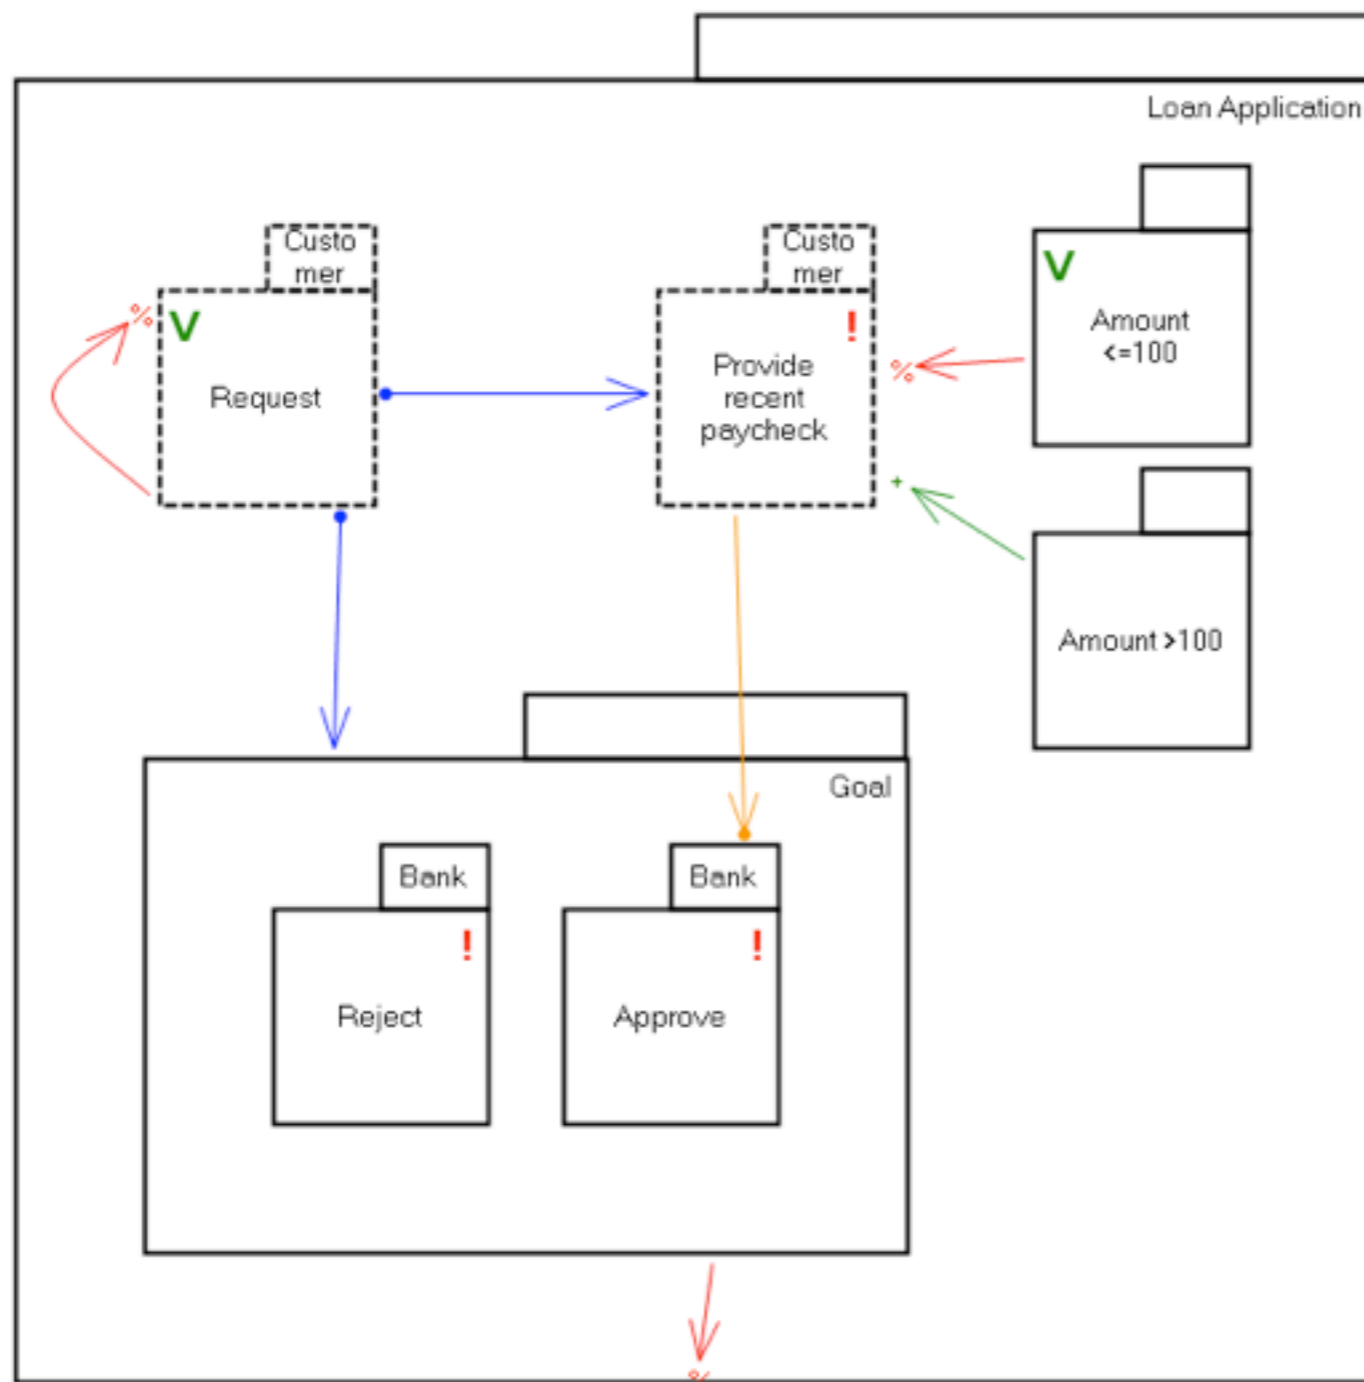 Loan Application
Custo
mer
%
V
Request
Custo
mer
!
Provide
recent
paycheck
%
+
V
Amount
<=100
Amount >100
Goal
Bank
!
Reject
Bank
!
Approve
%